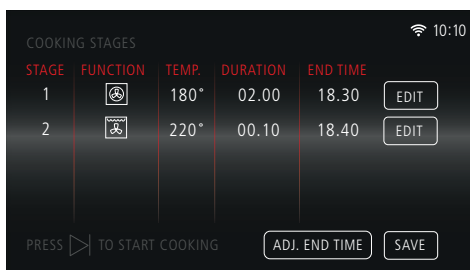 10:10
COOKING STAGES
STAGE FUNCTION TEMP. DURATION END TIME
1 180° 02.00 18.30 EDIT
2 220° 00.10 18.40 EDIT
PRESS TO START COOKING ADJ. END TIME SAVE